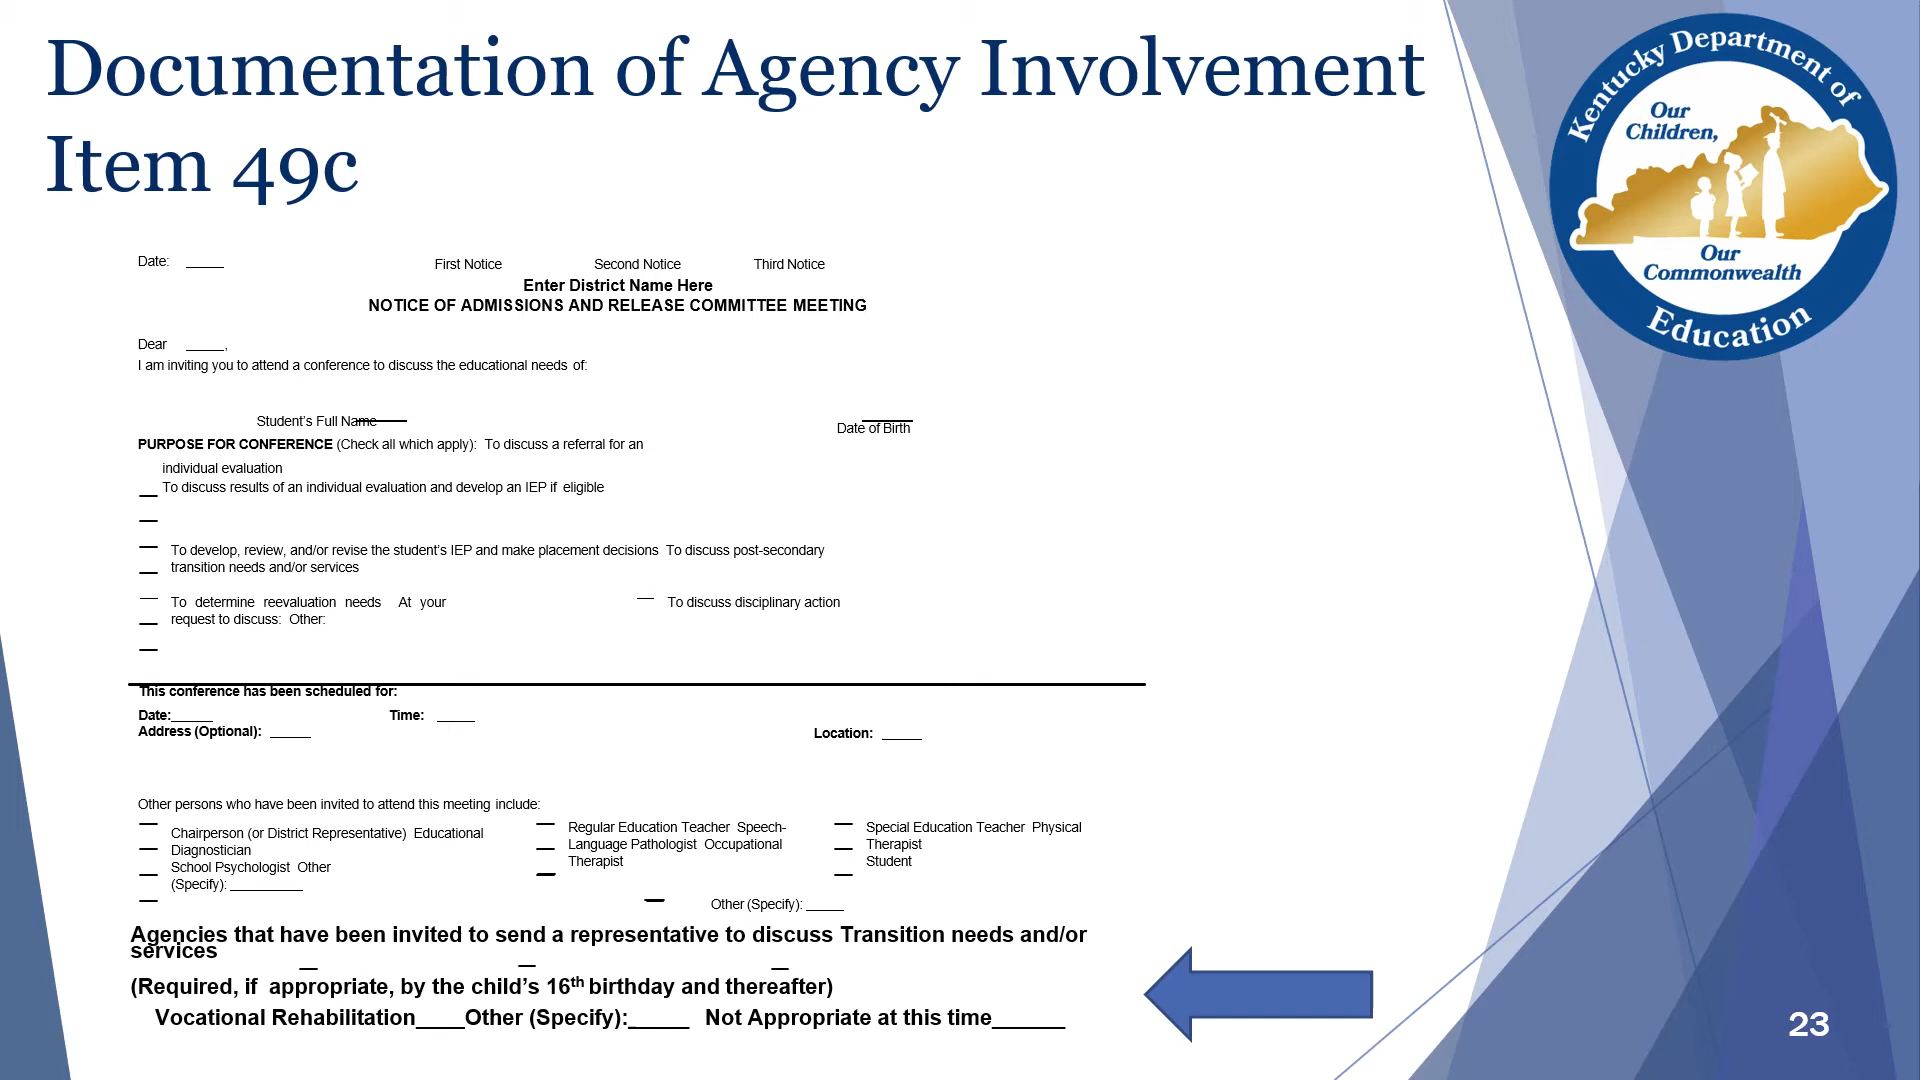 Documentation of Agency Involvement
Item 49c
Kentucky Department of
Our
Children,
Our
Commonwealth
Education
Date: _____ First Notice Second Notice Third Notice
Enter District Name Here
NOTICE OF ADMISSIONS AND RELEASE COMMITTEE MEETING
Dear _____,
I am inviting you to attend a conference to discuss the educational needs of:
Student’s Full Name
Date of Birth
PURPOSE FOR CONFERENCE (Check all which apply): To discuss a referral for an
individual evaluation
To discuss results of an individual evaluation and develop an IEP if eligible
To develop, review, and/or revise the student’s IEP and make placement decisions To discuss post-secondary
transition needs and/or services
To determine reevaluation needs At your To discuss disciplinary action
request to discuss: Other:
This conference has been scheduled for:
Date:_____ Time: _____
Address (Optional): _____ Location: _____
Other persons who have been invited to attend this meeting include:
Chairperson (or District Representative) Educational
Diagnostician
School Psychologist Other
(Specify): __________
Regular Education Teacher Speech-
Language Pathologist Occupational
Therapist
Special Education Teacher Physical
Therapist
Student
Other (Specify): _____
Agencies that have been invited to send a representative to discuss Transition needs and/or
services
(Required, if appropriate, by the child’s 16th birthday and thereafter)
Vocational Rehabilitation____Other (Specify):_____ Not Appropriate at this time______
23